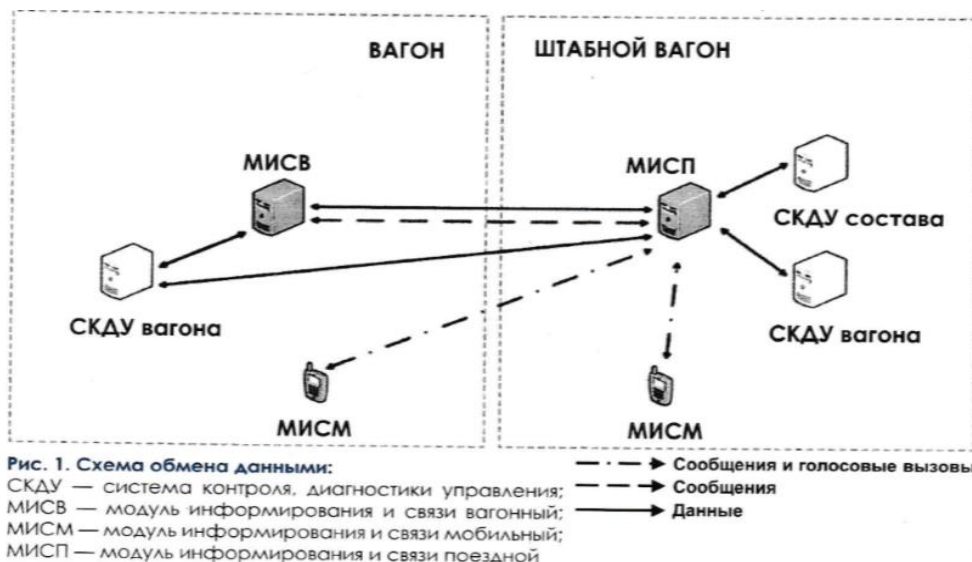 ВАГОН
ШТАБНОЙ ВАГОН
МИСВ
МИСП
СКДУ состава
СКДУ вагона
СКДУ вагона
МИСМ
МИСМ
Рис. 1. Схема обмена данными:
СКДУ — система контроля, диагностики управления;
МИСВ — модуль информирования и связи вагонный;
МИСМ — модуль информирования и связи мобильный;
МИСП — модуль информирования и связи поездной
Сообщения и голосовые вызовы
Сообщения
Данные